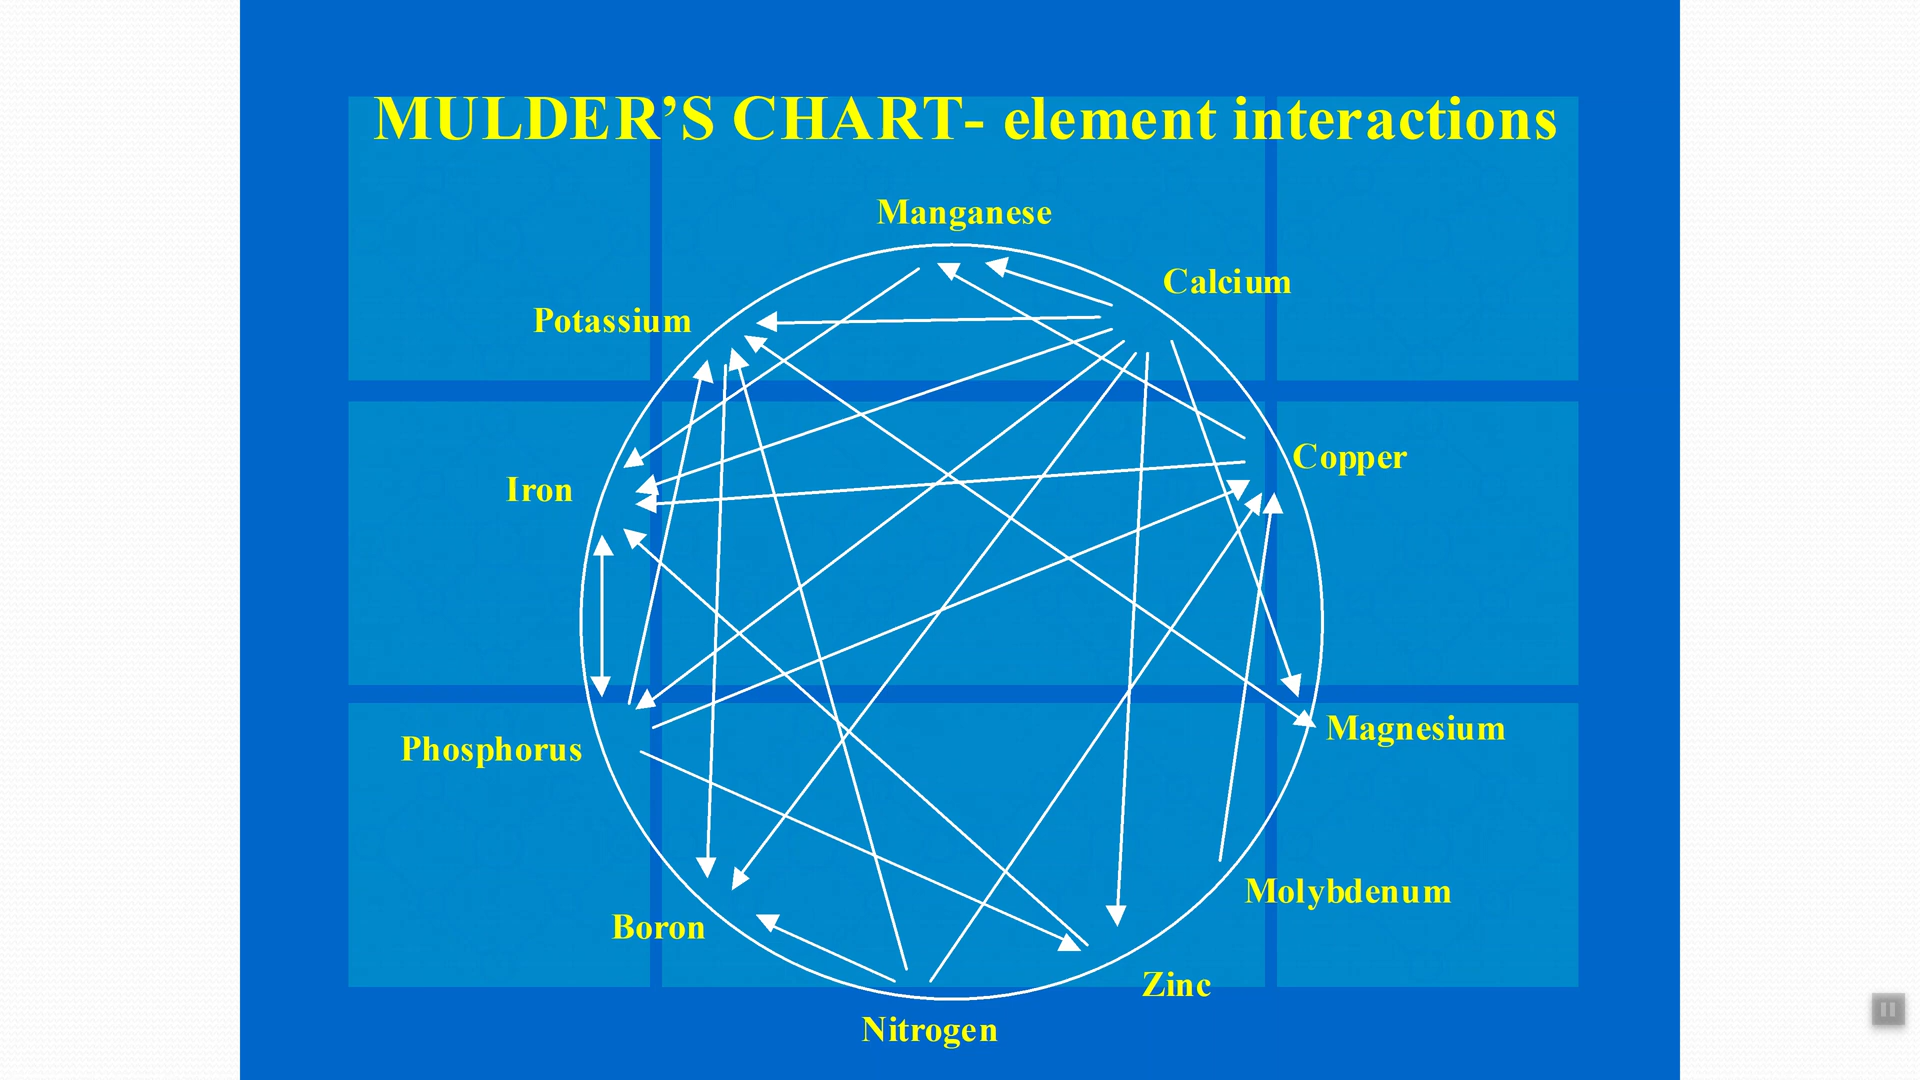 MULDER’S CHART- element interactions
Manganese
Calcium
Potassium
Copper
Iron
Magnesium
Phosphorus
Molybdenum
Boron
Zinc
Nitrogen